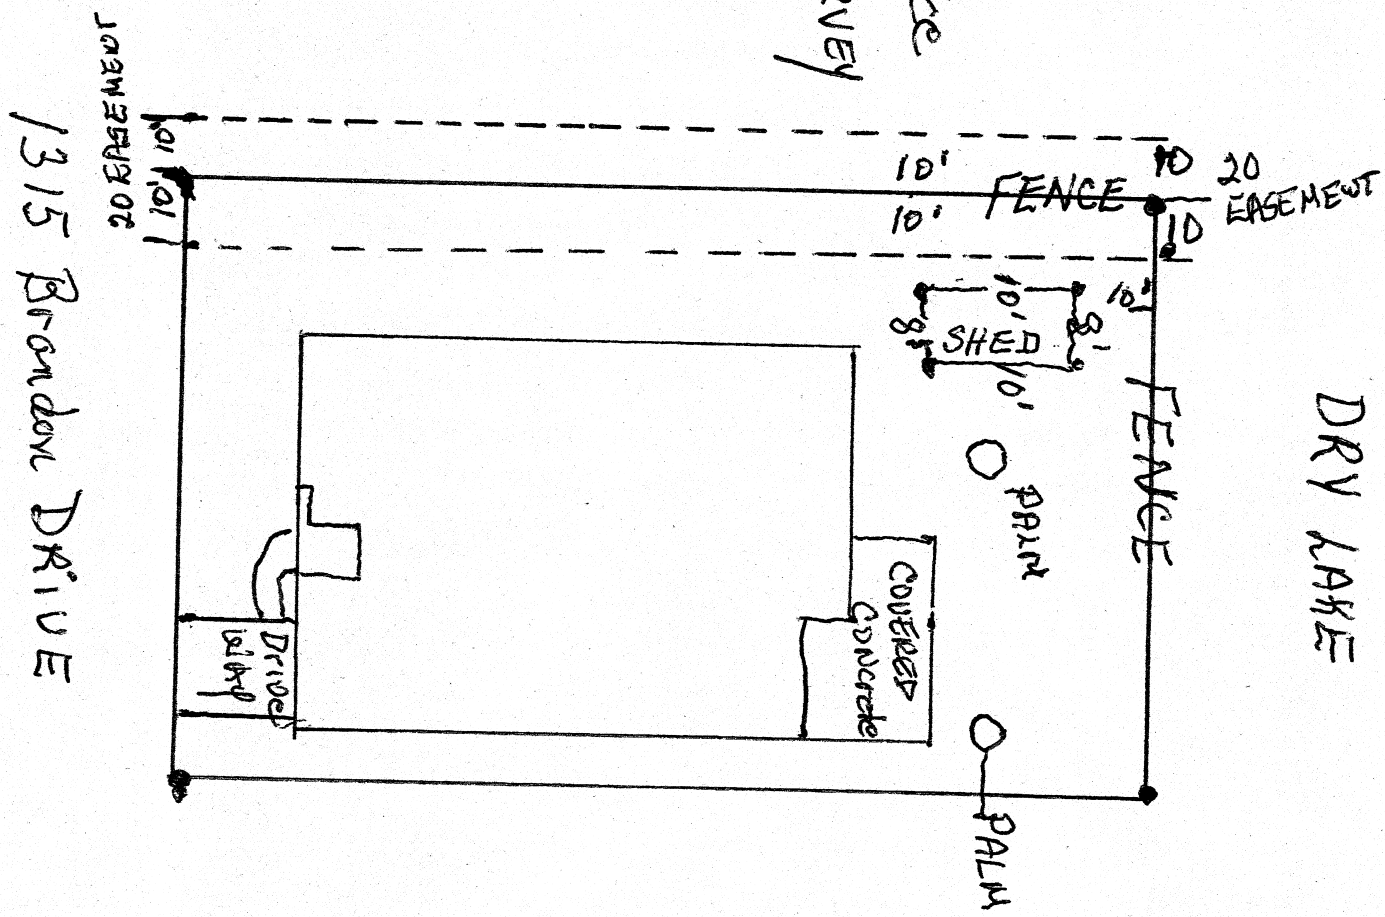 VEY
20 EASEMENT
10'
10'
1315 Brandon DRIVE
10'
10'
FENCE
10
10
20
EASEMENT
10'
10'
8'
SHED
8'
10'
FENCE
DRY LAKE
PALM
COVERED
CONCRETE
Drive
WAY
PALM